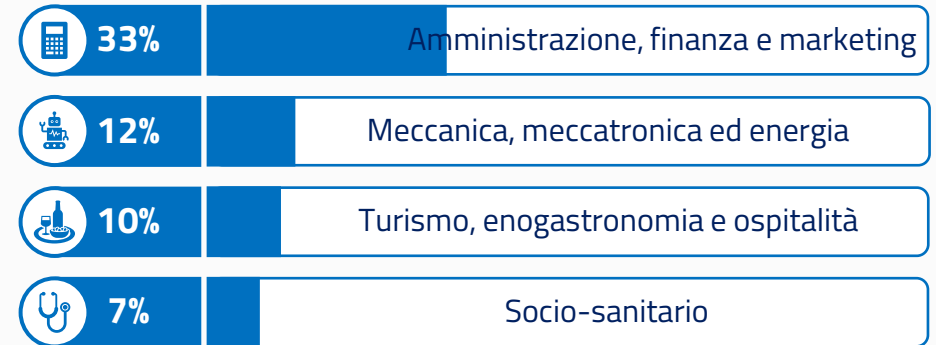 33% Amministrazione, finanza e marketing
12% Meccanica, meccatronica ed energia
10% Turismo, enogastronomia e ospitalità
7% Socio-sanitario